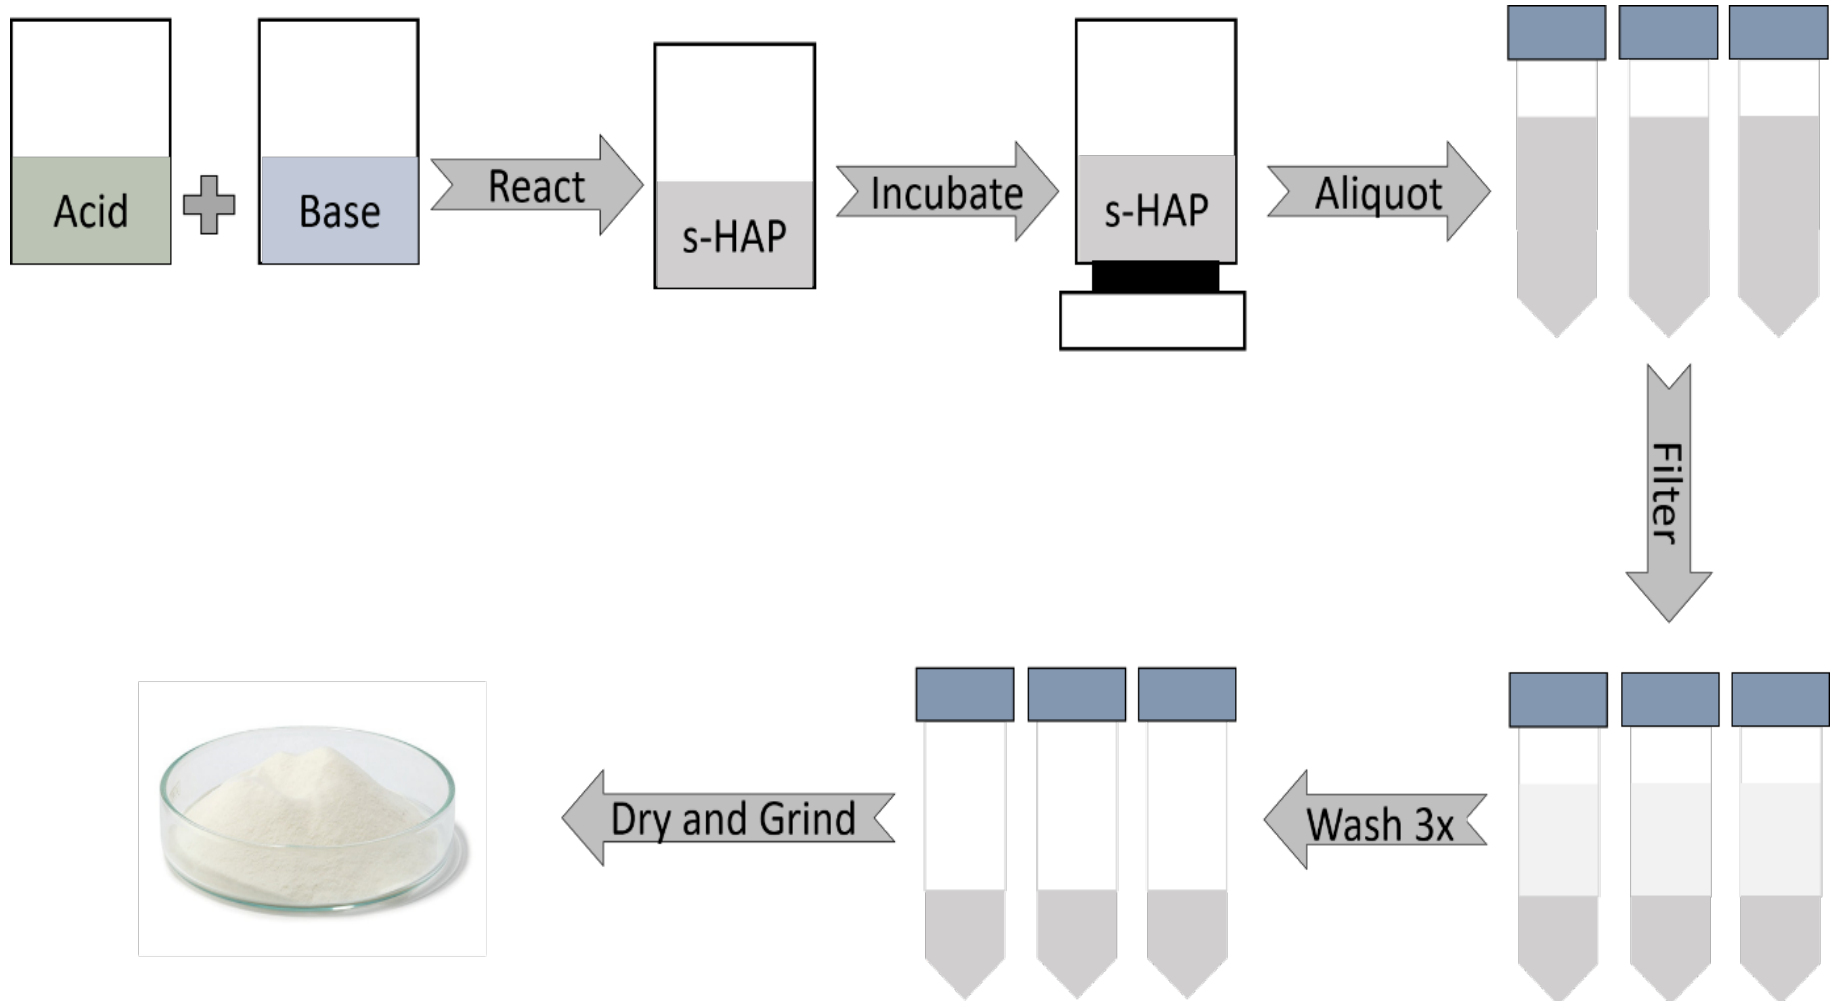 Acid
Base
React
s-HAP
Incubate
s-HAP
Aliquot
Filter
Wash 3x
Dry and Grind